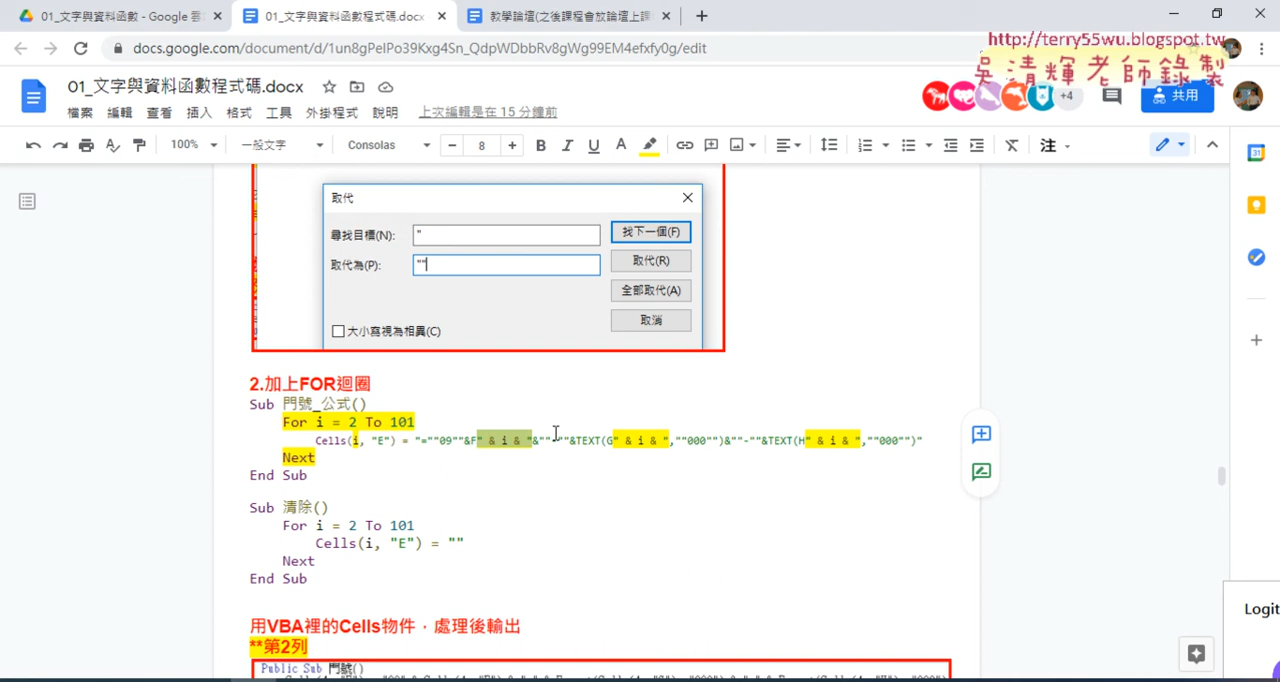 01_文字與資料函數 - Google 雲
01_文字與資料函數程式碼.docx
教學論壇(之後課程會放論壇上課
docs.google.com/document/d/1un8gPeIPo39Kxg4Sn_QdpWDbbRv8gWg99EM4efxfy0g/edit
http://terry55wu.blogspot.tw
吳清輝老師錄製
01_文字與資料函數程式碼.docx
+4
共用
檔案 編輯 查看 插入 格式 工具 外掛程式 說明 上次編輯是在 15 分鐘前
100% 一般文字 Consolas 8 B I U A 注
取代
尋找目標(N): "
找下一個(F)
取代為(P): ""
取代(R)
全部取代(A)
取消
大小寫視為相異(C)
2.加上FOR迴圈
Sub 門號_公式()
For i = 2 To 101
Cells(i, "E") = "=""09""&F" & i & "&""-""&TEXT(G" & i & ",""000"")&""-""&TEXT(H" & i & ",""000"")"
Next
End Sub
Sub 清除()
For i = 2 To 101
Cells(i, "E") = ""
Next
End Sub
用VBA裡的Cells物件，處理後輸出
**第2列
Public Sub 門號()
Logit